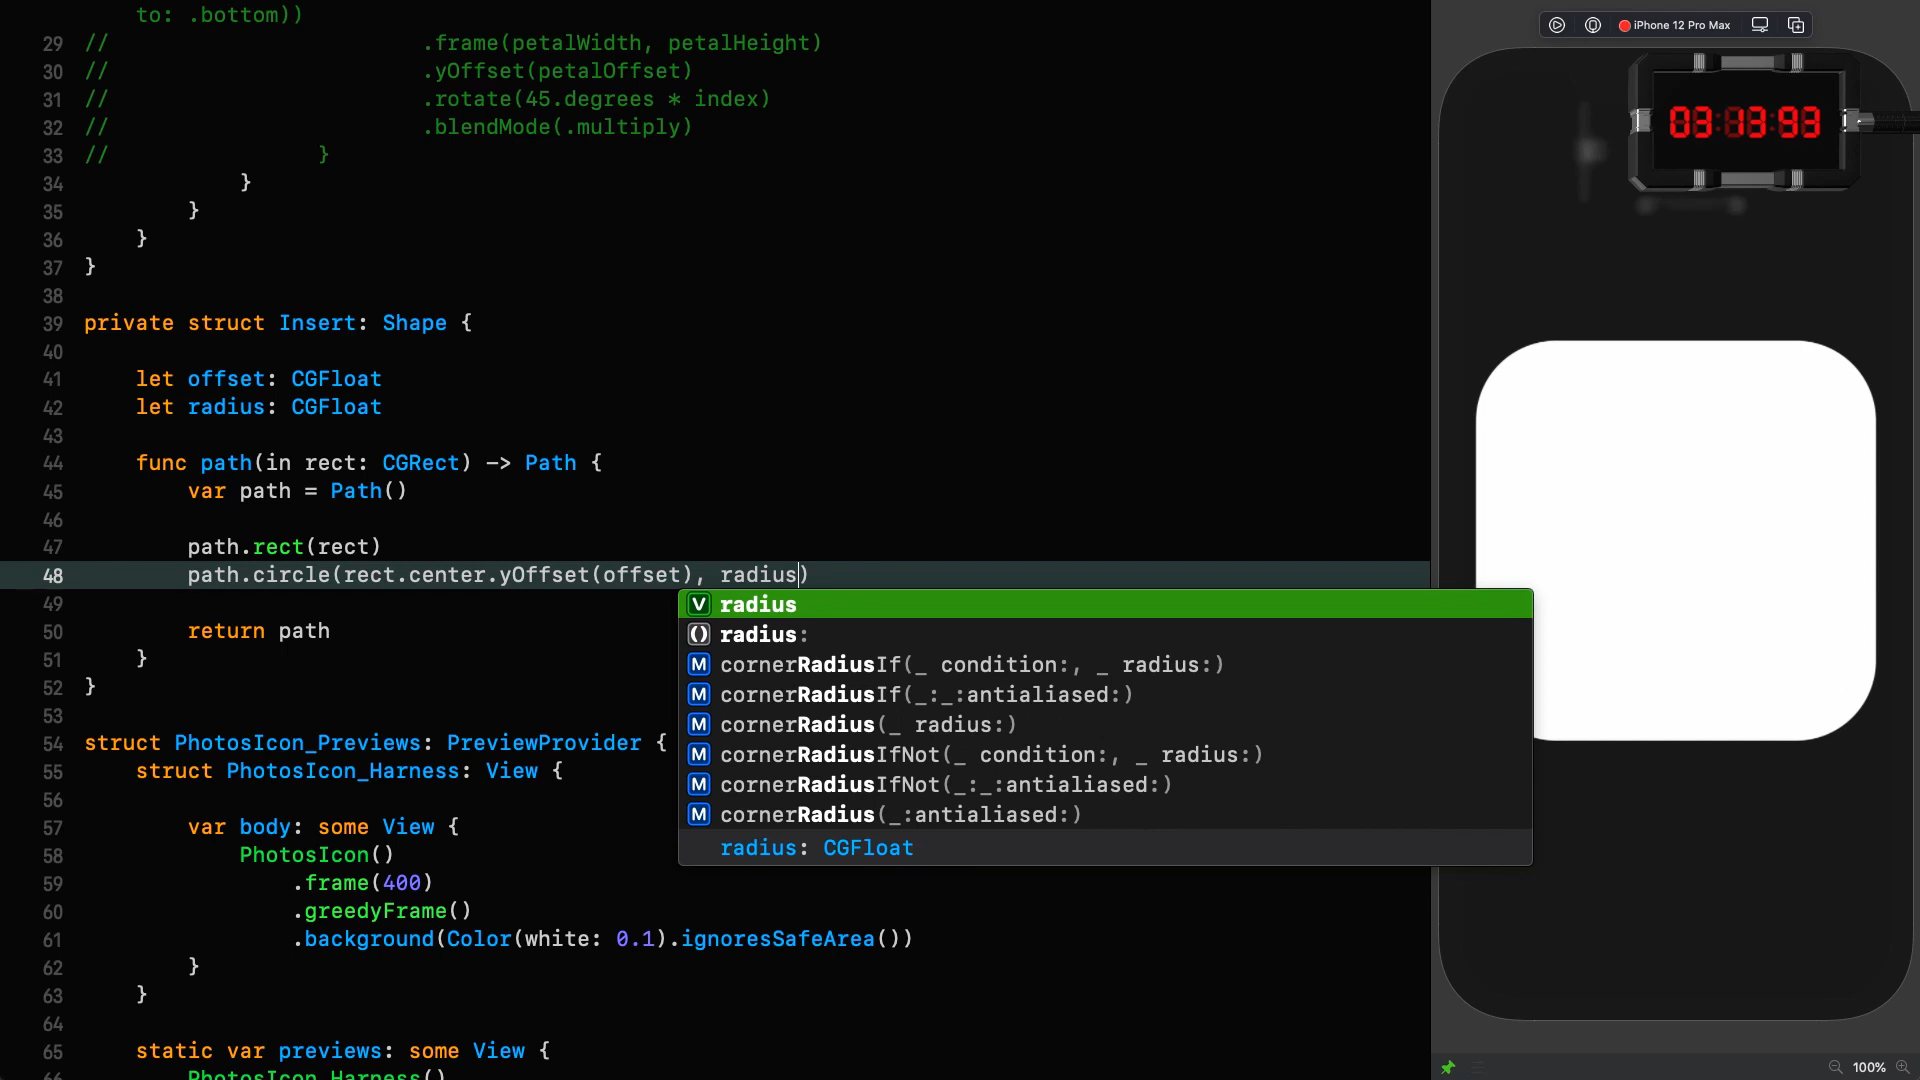 to: .bottom))
29 // .frame(petalWidth, petalHeight)
30 // .yOffset(petalOffset)
31 // .rotate(45.degrees * index)
32 // .blendMode(.multiply)
33 // }
34 }
35 }
36 }
37 }
38
39 private struct Insert: Shape {
40
41 let offset: CGFloat
42 let radius: CGFloat
43
44 func path(in rect: CGRect) -> Path {
45 var path = Path()
46
47 path.rect(rect)
48 path.circle(rect.center.yOffset(offset), radius)
49
50 return path
51 }
52 }
53
54 struct PhotosIcon_Previews: PreviewProvider {
55 struct PhotosIcon_Harness: View {
56
57 var body: some View {
58 PhotosIcon()
59 .frame(400)
60 .greedyFrame()
61 .background(Color(white: 0.1).ignoresSafeArea())
62 }
63 }
64
65 static var previews: some View {
66 PhotosIcon_Harness()
V radius
() radius:
M cornerRadiusIf(_ condition:, _ radius:)
M cornerRadiusIf(_:_:antialiased:)
M cornerRadius(_ radius:)
M cornerRadiusIfNot(_ condition:, _ radius:)
M cornerRadiusIfNot(_:_:antialiased:)
M cornerRadius(_:antialiased:)
radius: CGFloat
iPhone 12 Pro Max
03:13:93
100%